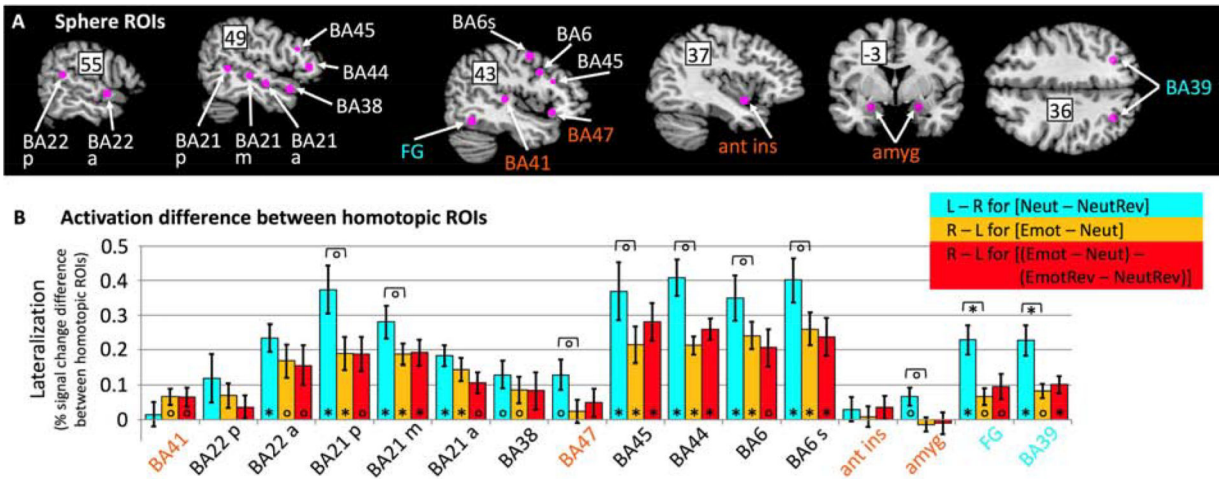 A Sphere ROIs
55
BA22
p
BA22
a
49
BA45
BA44
BA38
BA21
p
BA21
m
BA21
a
BA6s
BA6
BA45
43
FG
BA41
BA47
37
ant ins
-3
amyg
36
BA39
B Activation difference between homotopic ROIs
L – R for [Neut – NeutRev]
R – L for [Emot – Neut]
R – L for [(Emot – Neut) –
(EmotRev – NeutRev)]
Lateralization
(% signal change difference
between homotopic ROIs)
0.5
0.4
0.3
0.2
0.1
0
BA41
BA22 p
BA22 a
BA21 p
BA21 m
BA21 a
BA38
BA47
BA45
BA44
BA6
BA6 s
ant ins
amyg
FG
BA39